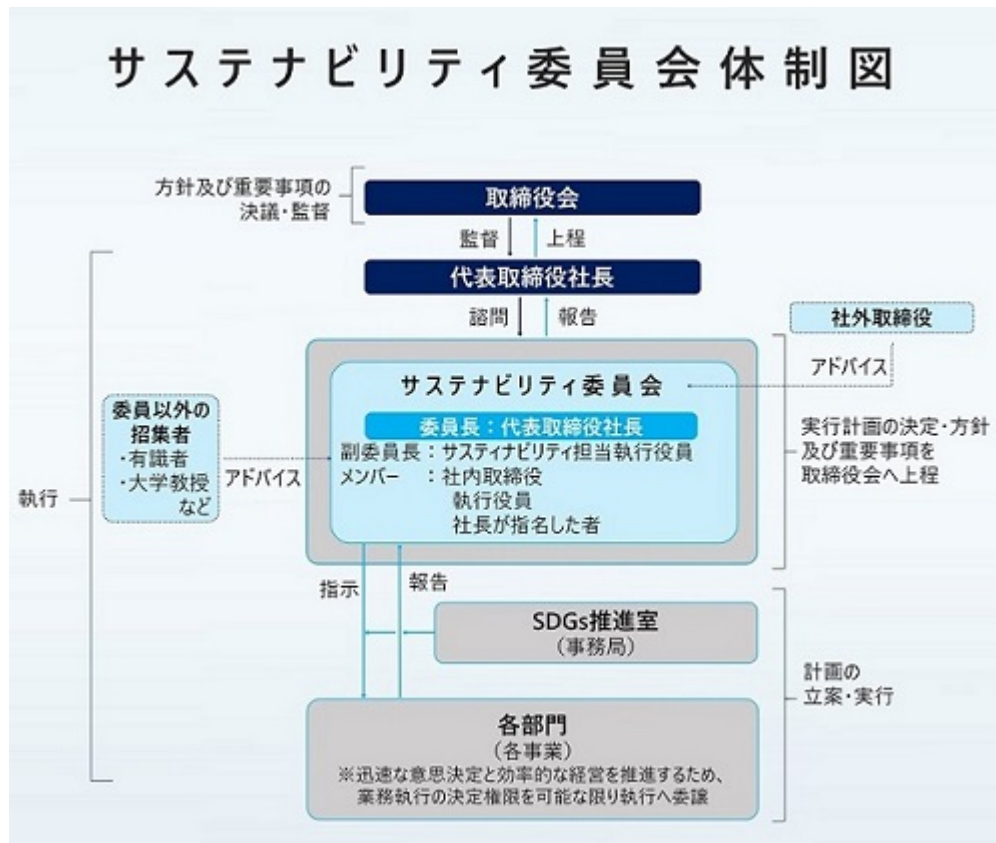 サステナビリティ委員会体制図
方針及び重要事項の
決議・監督
取締役会
監督
上程
代表取締役社長
諮問
報告
社外取締役
アドバイス
サステナビリティ委員会
委員長：代表取締役社長
副委員長：サスティナビリティ担当執行役員
メンバー ：社内取締役
執行役員
社長が指名した者
委員以外の
招集者
・有識者
・大学教授
など
アドバイス
実行計画の決定・方針
及び重要事項を
取締役会へ上程
執行
指示
報告
SDGs推進室
（事務局）
計画の
立案・実行
各部門
（各事業）
※迅速な意思決定と効率的な経営を推進するため、
業務執行の決定権限を可能な限り執行へ委譲